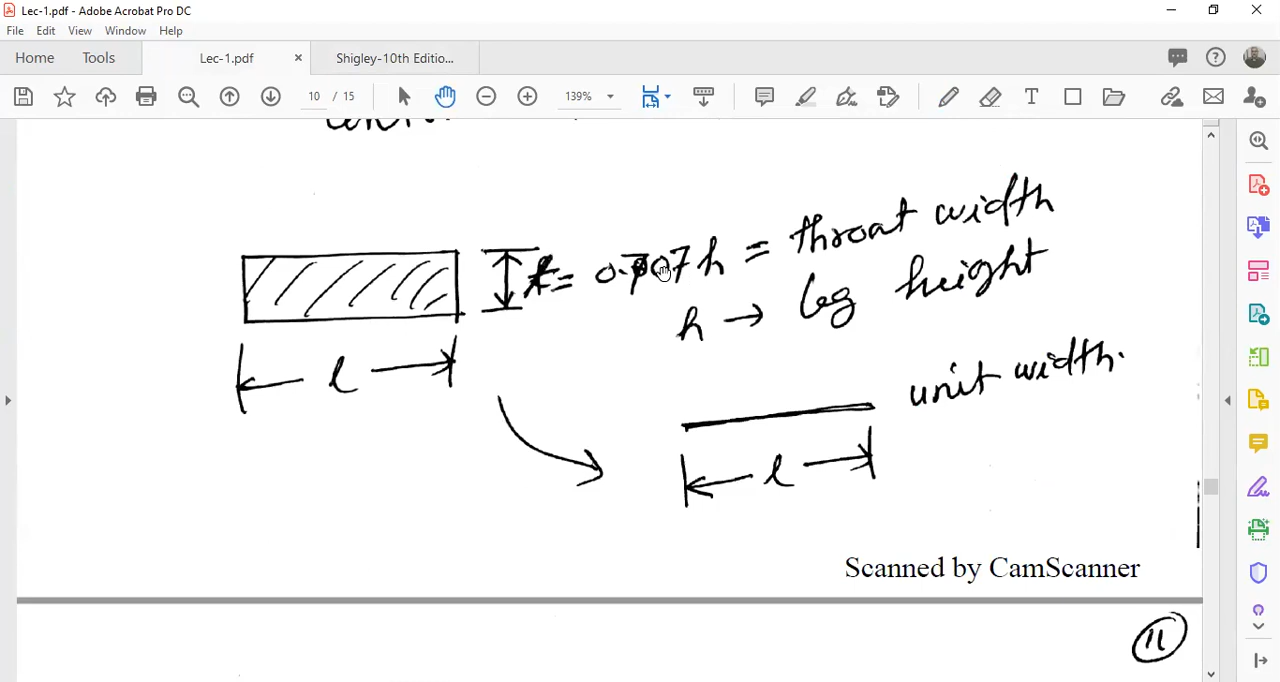 Lec-1.pdf - Adobe Acrobat Pro DC
File Edit View Window Help
Home Tools Lec-1.pdf × Shigley-10th Editio...
10 / 15 139%
t = 0.707h = throat width
h → leg height
l
unit width.
l
Scanned by CamScanner
11